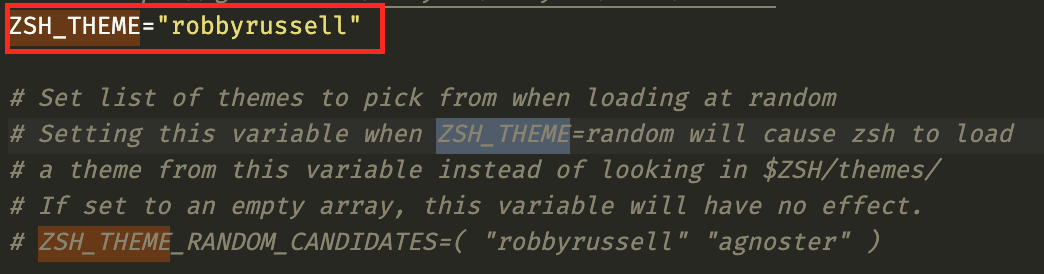 ZSH_THEME="robbyrussell"
# Set list of themes to pick from when loading at random
# Setting this variable when ZSH_THEME=random will cause zsh to load
# a theme from this variable instead of looking in $ZSH/themes/
# If set to an empty array, this variable will have no effect.
# ZSH_THEME_RANDOM_CANDIDATES=( "robbyrussell" "agnoster" )